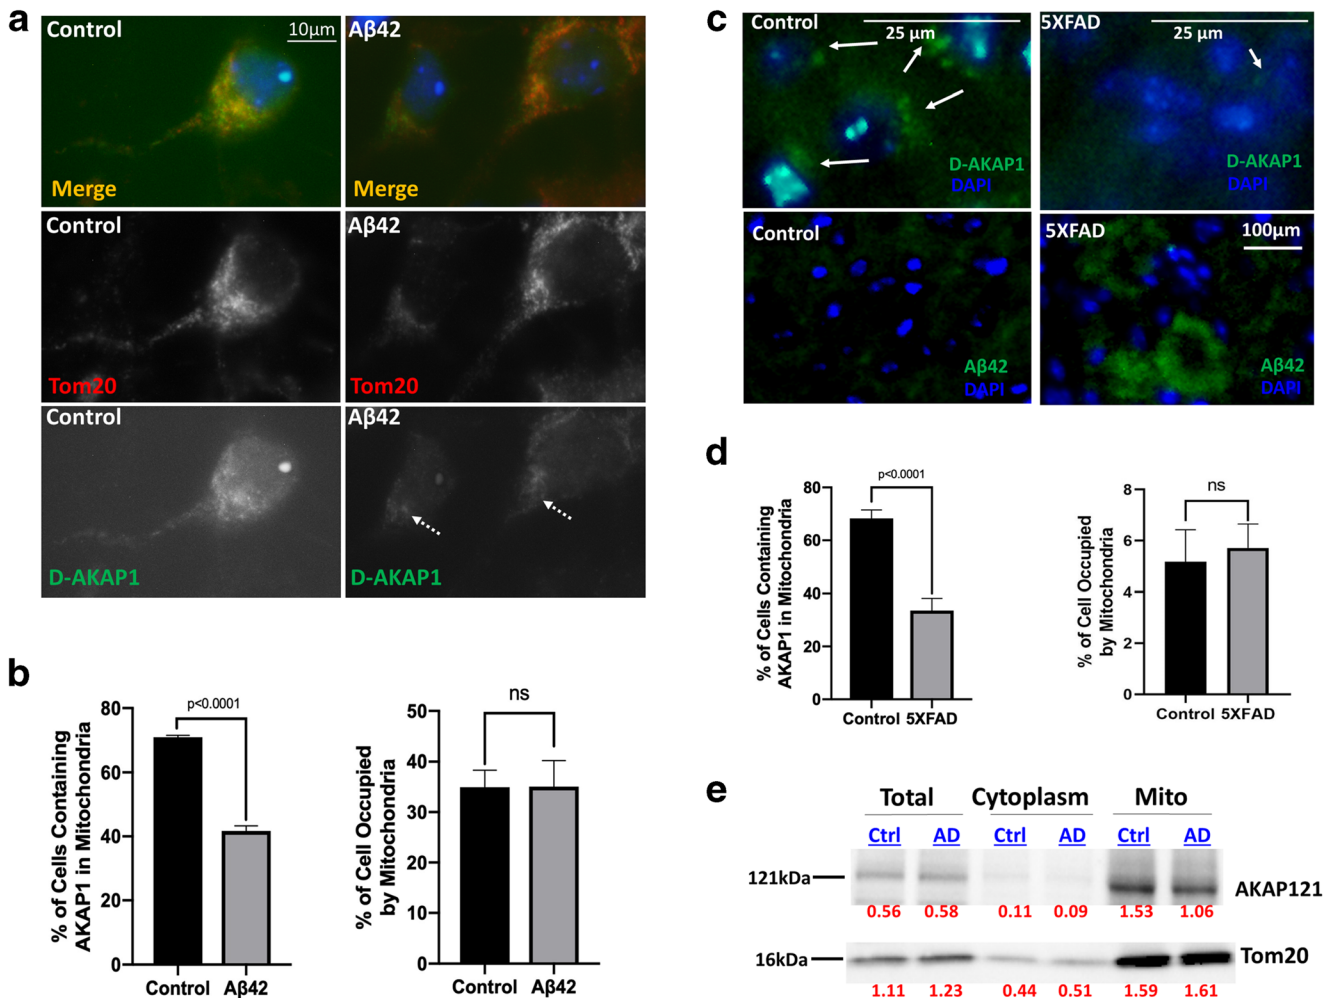 a
Control
10µm
Merge
Aβ42
Merge
Control
Tom20
Aβ42
Tom20
Control
D-AKAP1
Aβ42
D-AKAP1
b
% of Cells Containing
AKAP1 in Mitochondria
80
60
40
20
0
p<0.0001
Control Aβ42
% of Cell Occupied
by Mitochondria
50
40
30
20
10
0
ns
Control Aβ42
c
Control
25 µm
D-AKAP1
DAPI
5XFAD
25 µm
D-AKAP1
DAPI
Control
Aβ42
DAPI
5XFAD
100µm
Aβ42
DAPI
d
% of Cells Containing
AKAP1 in Mitochondria
80
60
40
20
0
p<0.0001
Control 5XFAD
% of Cell Occupied
by Mitochondria
8
6
4
2
0
ns
Control 5XFAD
e
Total Cytoplasm Mito
Ctrl AD Ctrl AD Ctrl AD
121kDa
AKAP121
0.56 0.58 0.11 0.09 1.53 1.06
16kDa
Tom20
1.11 1.23 0.44 0.51 1.59 1.61